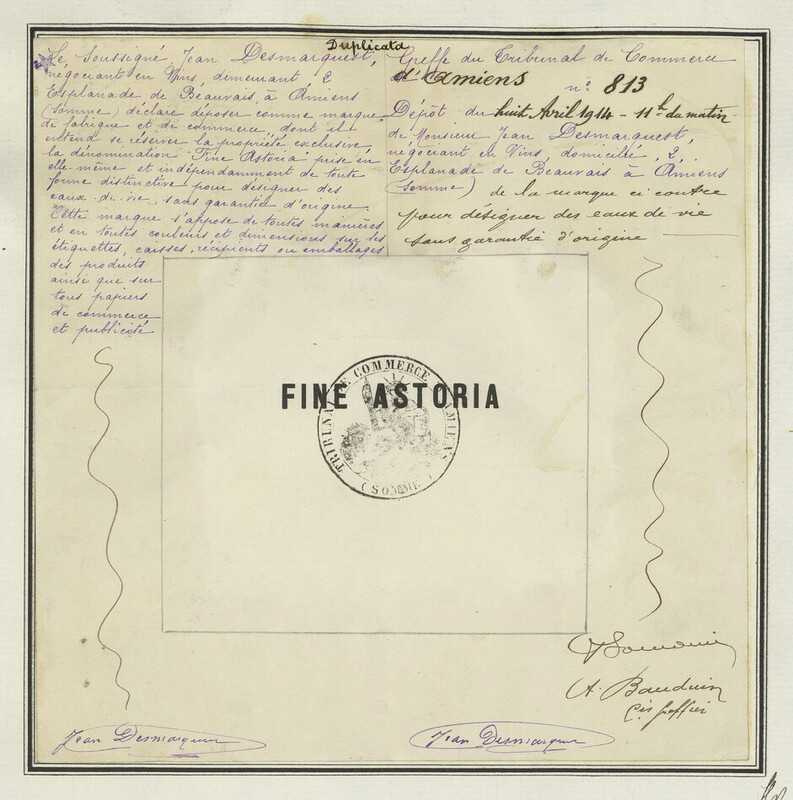 Duplicata
Le, Soussigné, Jean Desmarquest,
négociant en Vins, demeurant, 2
Esplanade de Beauvais, à Amiens
(Somme) déclare déposer comme marque
de fabrique et de commerce, dont il
entend se réserver la propriété exclusive,
la dénomination Fine Astoria prise en
elle-même et indépendamment de toute
forme distinctive pour désigner des
eaux-de-vie, sans garantie d'origine.
Cette marque s'appose de toutes manières
et en toutes couleurs et dimensions sur les
étiquettes, caisses, récipients ou emballages
des produits
ainsi que sur
tous papiers
de commerce
et publicité
Greffe du Tribunal de Commerce
d'Amiens n° 813
Dépôt du huit Avril 1914 - 11h du matin
de Monsieur Jean Desmarquest,
négociant en Vins, domicilié, 2,
Esplanade de Beauvais à Amiens
(Somme) de la marque ci contre
pour désigner des eaux de vie
sans garantie d'origine
FINE ASTORIA
TRIBUNAL DE COMMERCE
AMIENS
(SOMME)
A. Bauduin
Cis greffier
Jean Desmarquest
Jean Desmarquest